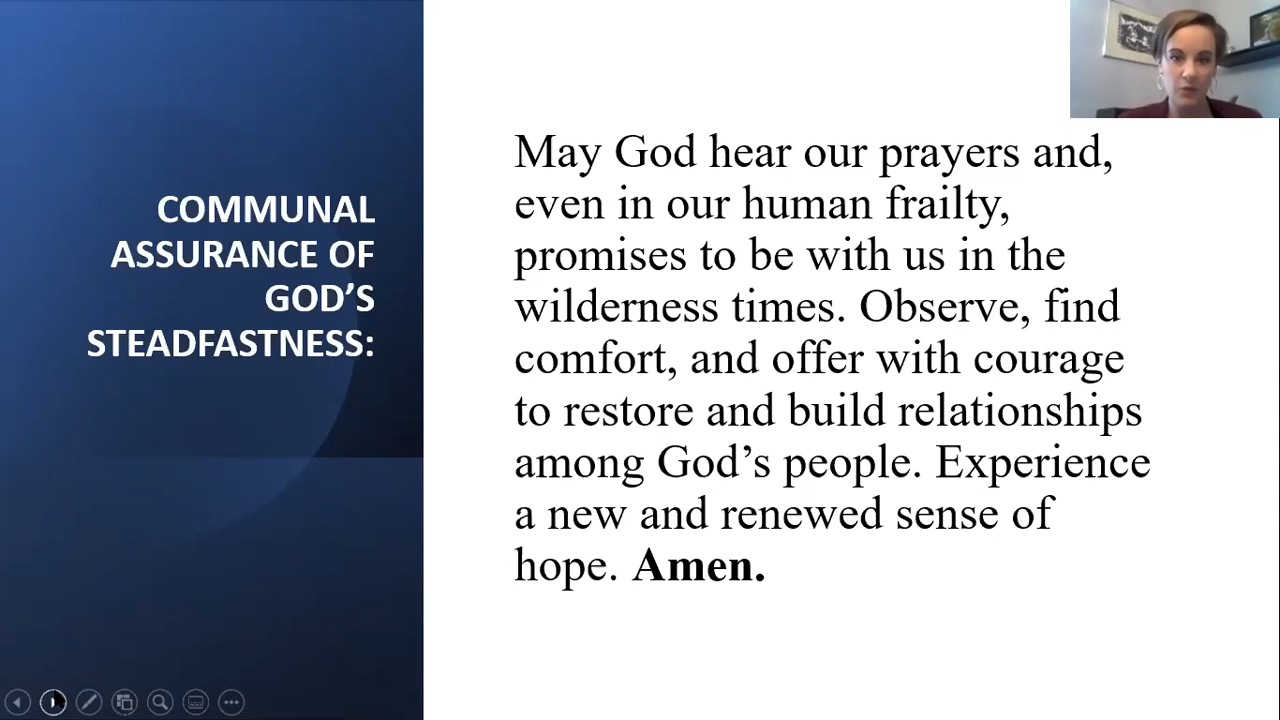 COMMUNAL
ASSURANCE OF
GOD’S
STEADFASTNESS:
May God hear our prayers and,
even in our human frailty,
promises to be with us in the
wilderness times. Observe, find
comfort, and offer with courage
to restore and build relationships
among God’s people. Experience
a new and renewed sense of
hope. Amen.